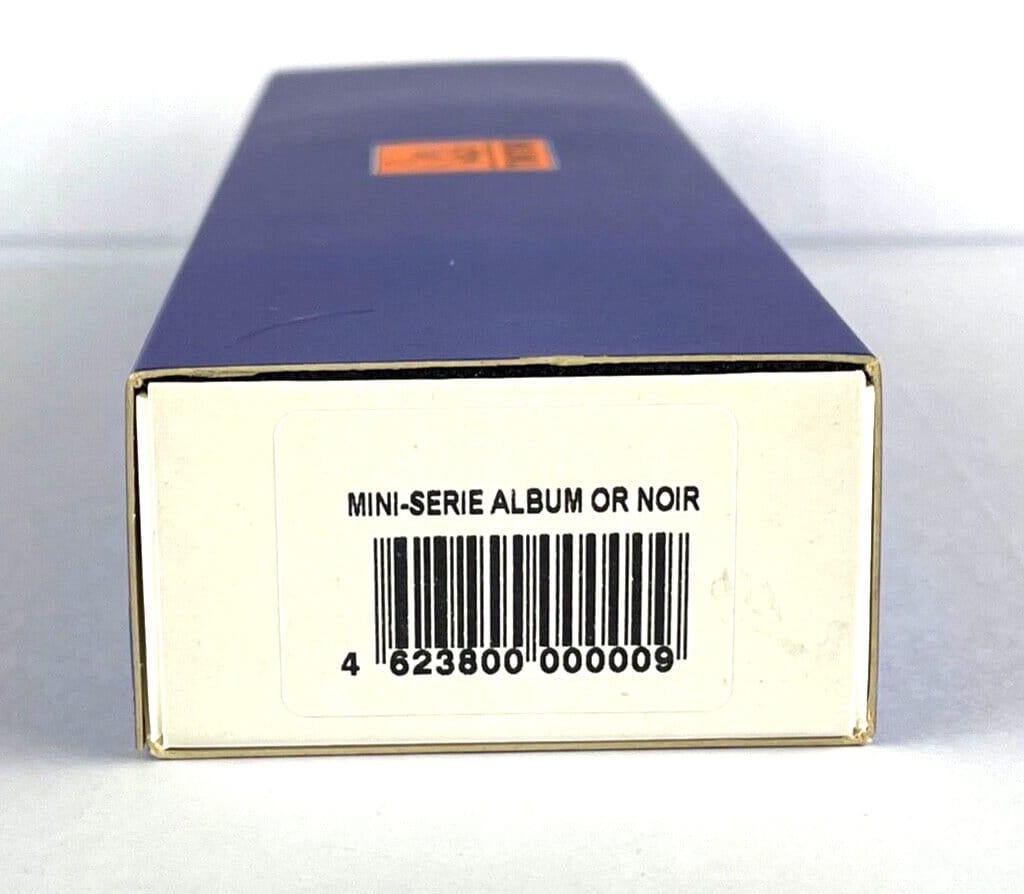 MINI-SERIE ALBUM OR NOIR
4 623800 000009